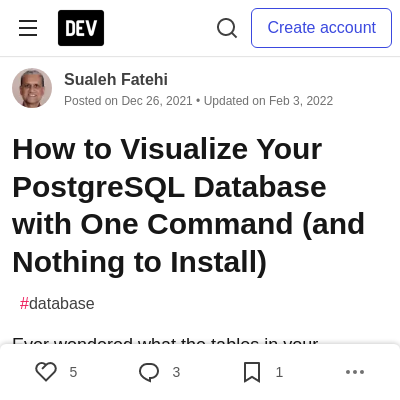 DEV
Create account
Sualeh Fatehi
Posted on Dec 26, 2021 • Updated on Feb 3, 2022
How to Visualize Your
PostgreSQL Database
with One Command (and
Nothing to Install)
#database
Ever wondered what the tables in your
5
3
1